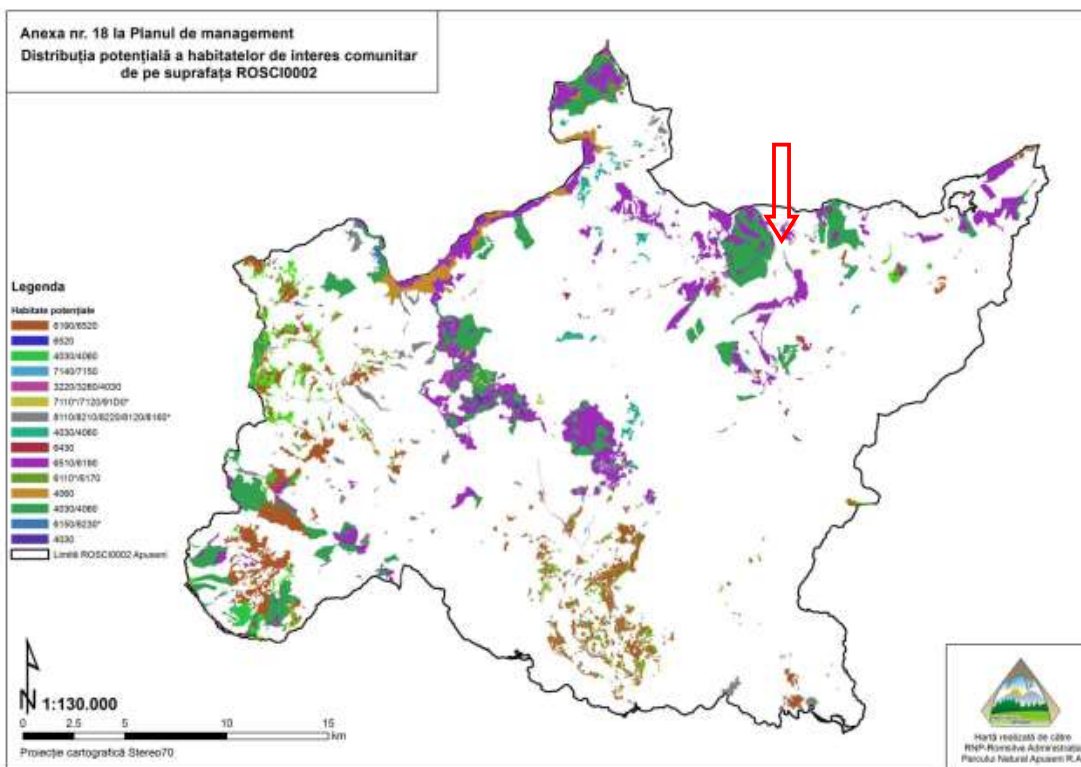 Anexa nr. 18 la Planul de management
Distribuția potențială a habitatelor de interes comunitar
de pe suprafața ROSCI0002
Legenda
Habitate potențiale
6190/6520
6520
4030/4060
7140/7150
3220/3260/4030
7110*/7120/91D0*
8110/8210/8220/8120/8160*
4030/4060
6430
6510/6190
6110*/6170
4060
4030/4060
6150/6230*
4030
Limită ROSCI0002 Apuseni
N
1:130.000
0 2.5 5 10 15
km
Proiecție cartografică Stereo70
Hartă realizată de către
RNP-Romsilva Administrația
Parcului Natural Apuseni R.A.